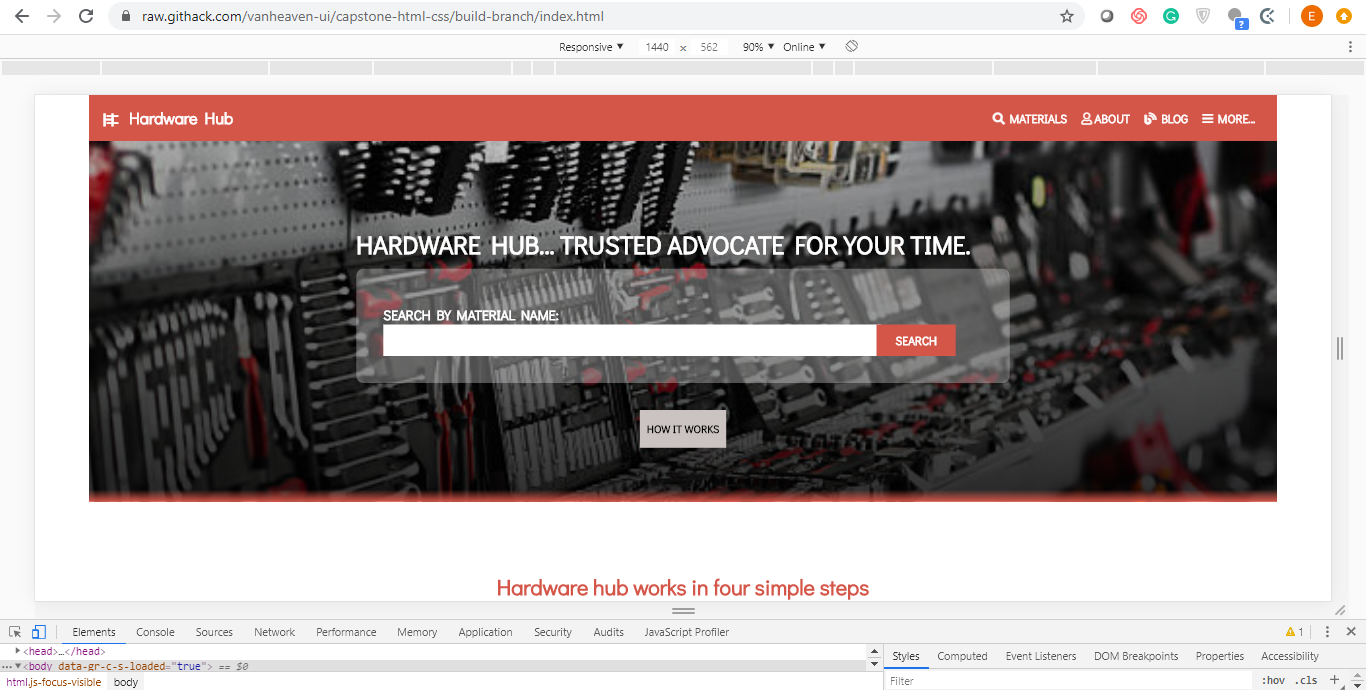 raw.githack.com/vanheaven-ui/capstone-html-css/build-branch/index.html
E
?
Responsive ▼ 1440 × 562 90% ▼ Online ▼
Hardware Hub MATERIALS ABOUT BLOG MORE...
HARDWARE HUB... TRUSTED ADVOCATE FOR YOUR TIME.
SEARCH BY MATERIAL NAME:
SEARCH
HOW IT WORKS
Hardware hub works in four simple steps
Elements Console Sources Network Performance Memory Application Security Audits JavaScript Profiler 1
<head>…</head>
<body data-gr-c-s-loaded="true"> == $0
html.js-focus-visible body
Styles Computed Event Listeners DOM Breakpoints Properties Accessibility
Filter :hov .cls +